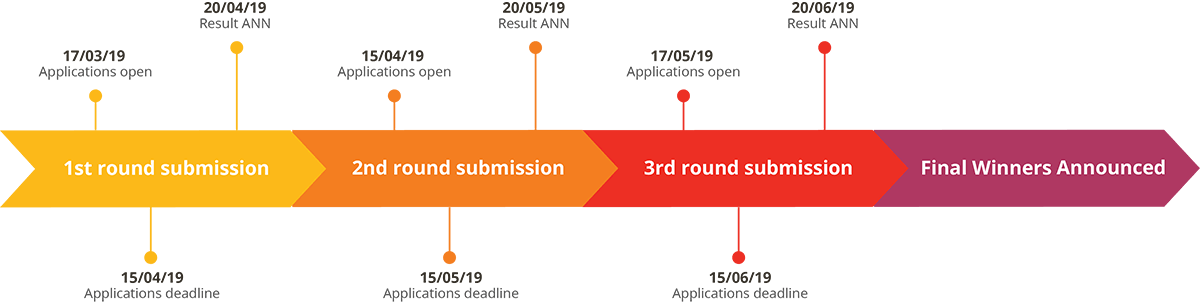 20/04/19
Result ANN
20/05/19
Result ANN
20/06/19
Result ANN
17/03/19
Applications open
15/04/19
Applications open
17/05/19
Applications open
1st round submission
2nd round submission
3rd round submission
Final Winners Announced
15/04/19
Applications deadline
15/05/19
Applications deadline
15/06/19
Applications deadline